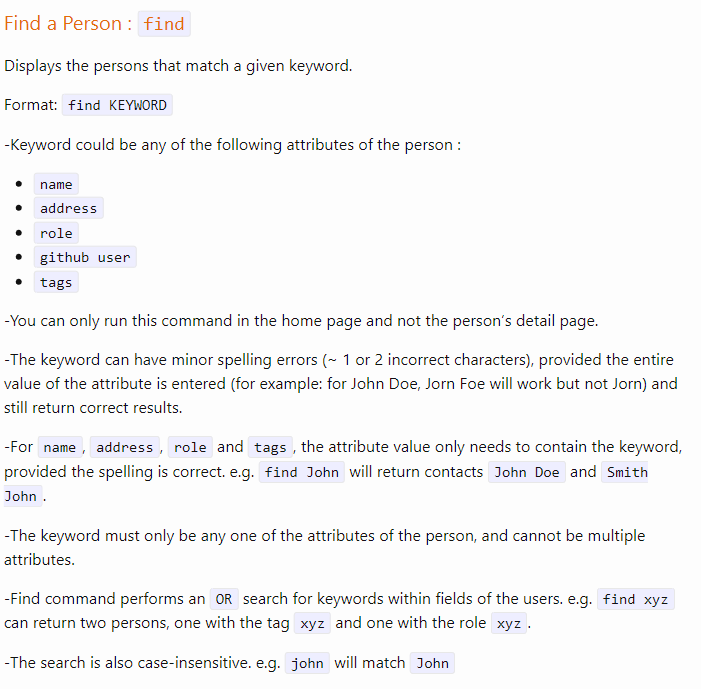 Find a Person : find
Displays the persons that match a given keyword.
Format: find KEYWORD
-Keyword could be any of the following attributes of the person :
• name
• address
• role
• github user
• tags
-You can only run this command in the home page and not the person's detail page.
-The keyword can have minor spelling errors (~ 1 or 2 incorrect characters), provided the entire
value of the attribute is entered (for example: for John Doe, Jorn Foe will work but not Jorn) and
still return correct results.
-For name, address, role and tags, the attribute value only needs to contain the keyword,
provided the spelling is correct. e.g. find John will return contacts John Doe and Smith
John.
-The keyword must only be any one of the attributes of the person, and cannot be multiple
attributes.
-Find command performs an OR search for keywords within fields of the users. e.g. find xyz
can return two persons, one with the tag xyz and one with the role xyz.
-The search is also case-insensitive. e.g. john will match John